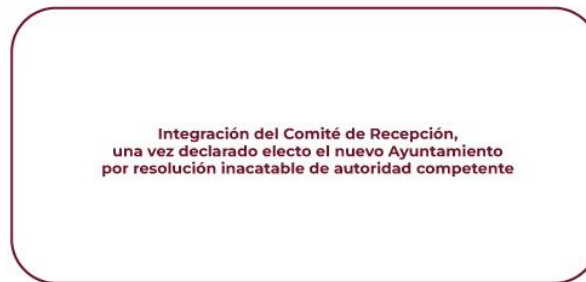 Integración del Comité de Recepción,
una vez declarado electo el nuevo Ayuntamiento
por resolución inacatable de autoridad competente